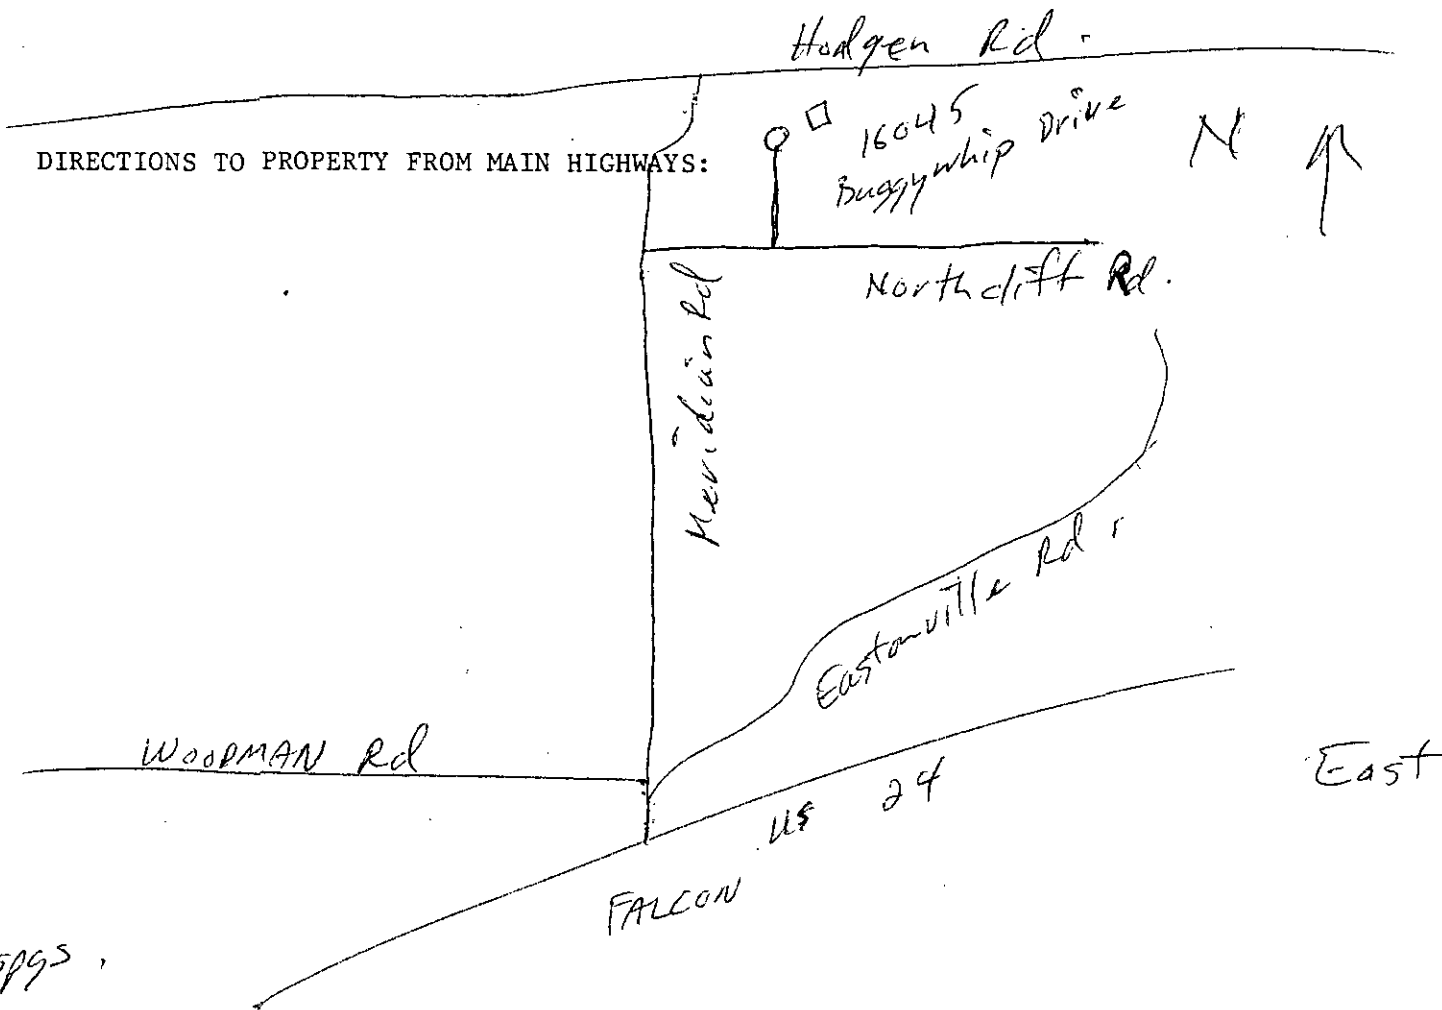 Hodgen Rd.
16045
Buggywhip Drive
N
DIRECTIONS TO PROPERTY FROM MAIN HIGHWAYS:
Northcliff Rd.
Meridian Rd
Eastonville Rd.
WOODMAN Rd
East
US 24
FALCON
spgs.